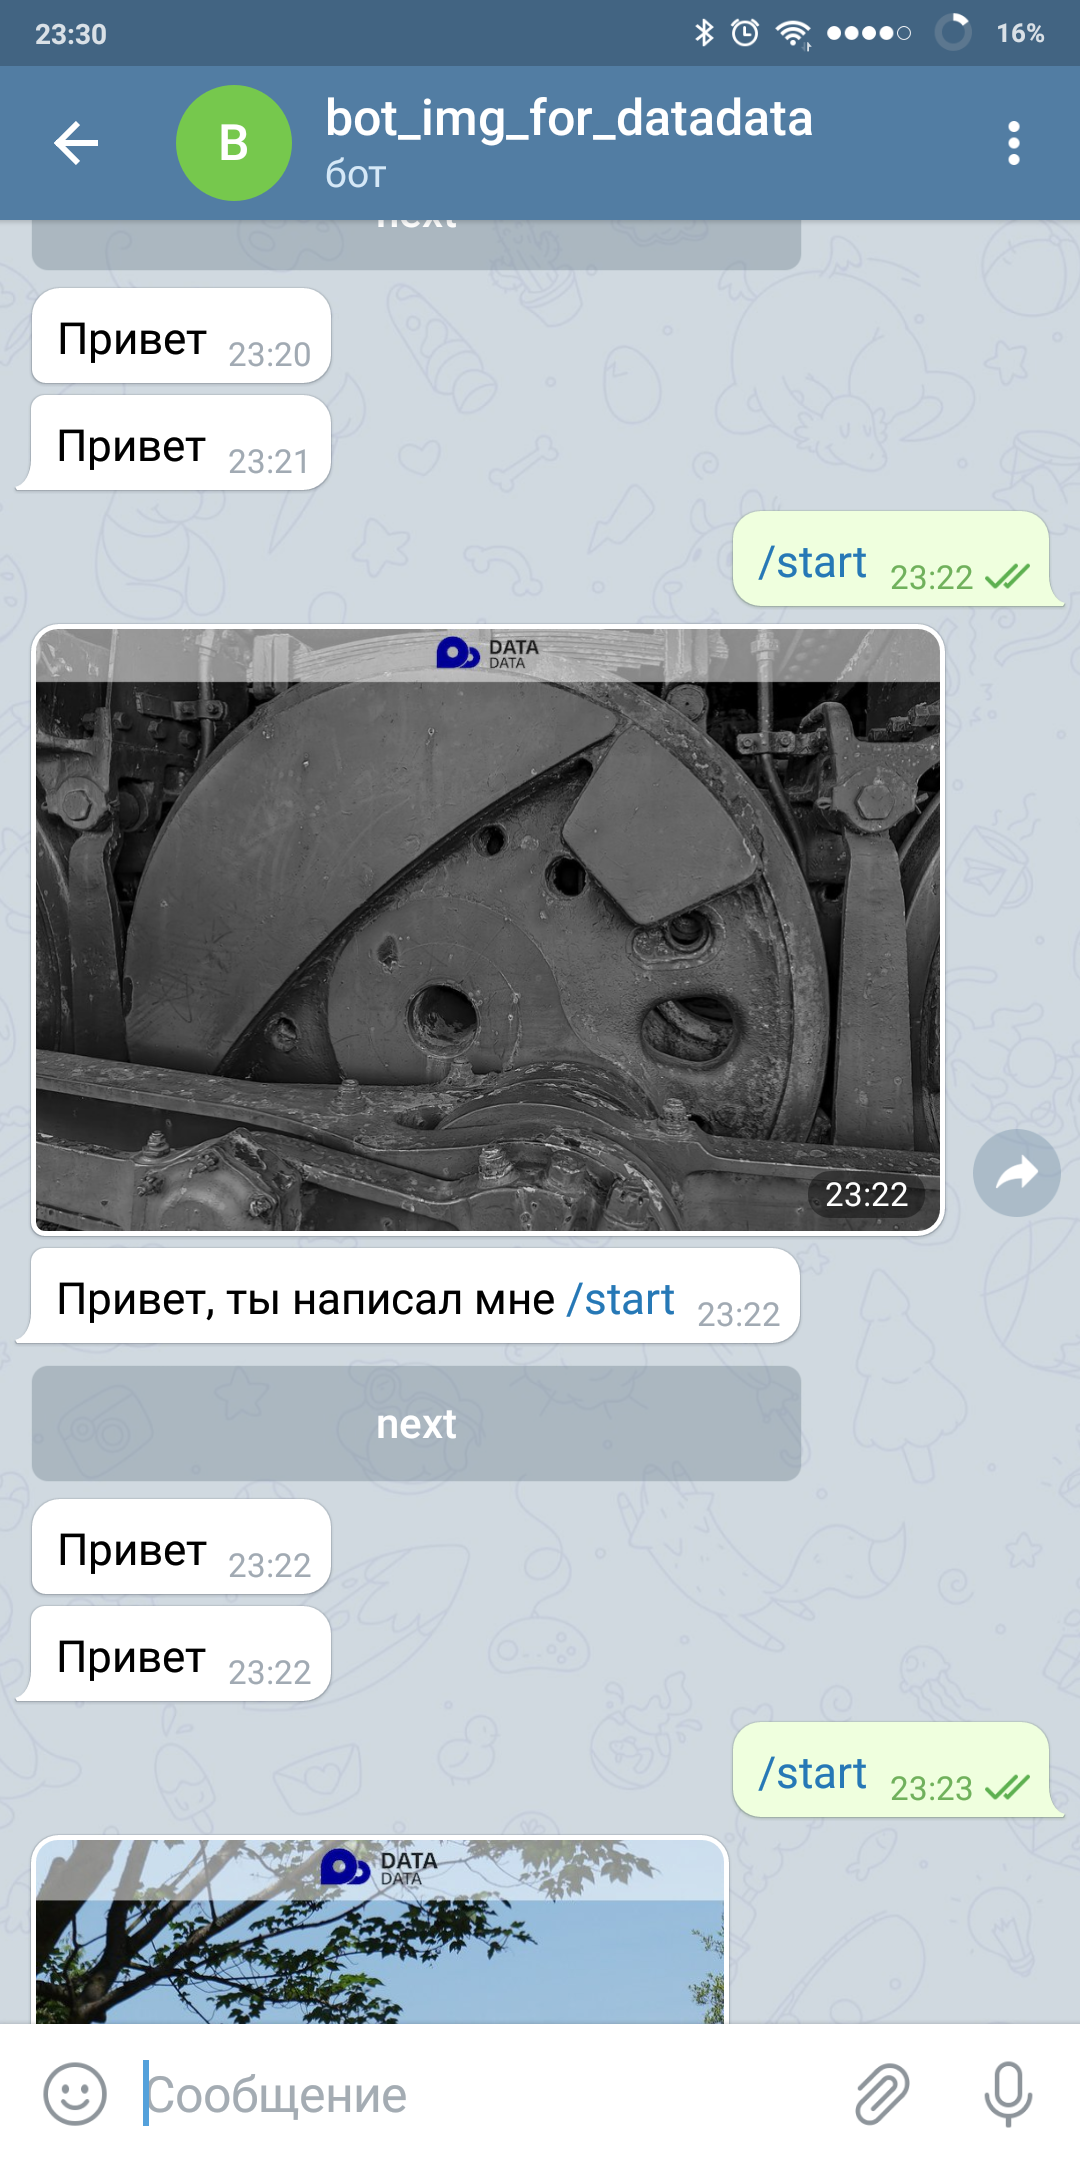 23:30
16%
B
bot_img_for_datadata
бот
next
Привет 23:20
Привет 23:21
/start 23:22
DATA
DATA
23:22
Привет, ты написал мне /start 23:22
next
Привет 23:22
Привет 23:22
/start 23:23
DATA
DATA
Сообщение